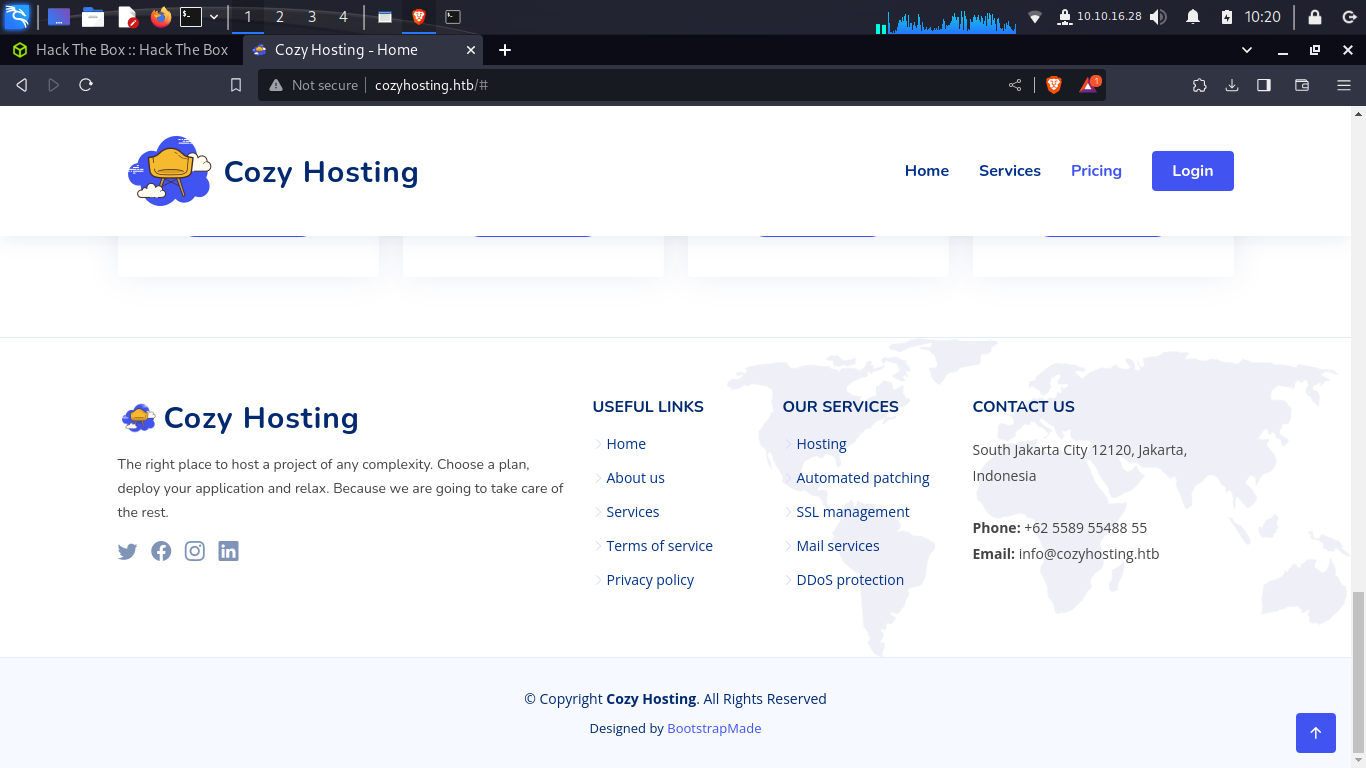 1 2 3 4 10.10.16.28 10:20
Hack The Box :: Hack The Box Cozy Hosting - Home
Not secure cozyhosting.htb/# 1
Cozy Hosting Home Services Pricing Login
Cozy Hosting
The right place to host a project of any complexity. Choose a plan,
deploy your application and relax. Because we are going to take care of
the rest.
USEFUL LINKS
Home
About us
Services
Terms of service
Privacy policy
OUR SERVICES
Hosting
Automated patching
SSL management
Mail services
DDoS protection
CONTACT US
South Jakarta City 12120, Jakarta,
Indonesia
Phone: +62 5589 55488 55
Email: info@cozyhosting.htb
© Copyright Cozy Hosting. All Rights Reserved
Designed by BootstrapMade